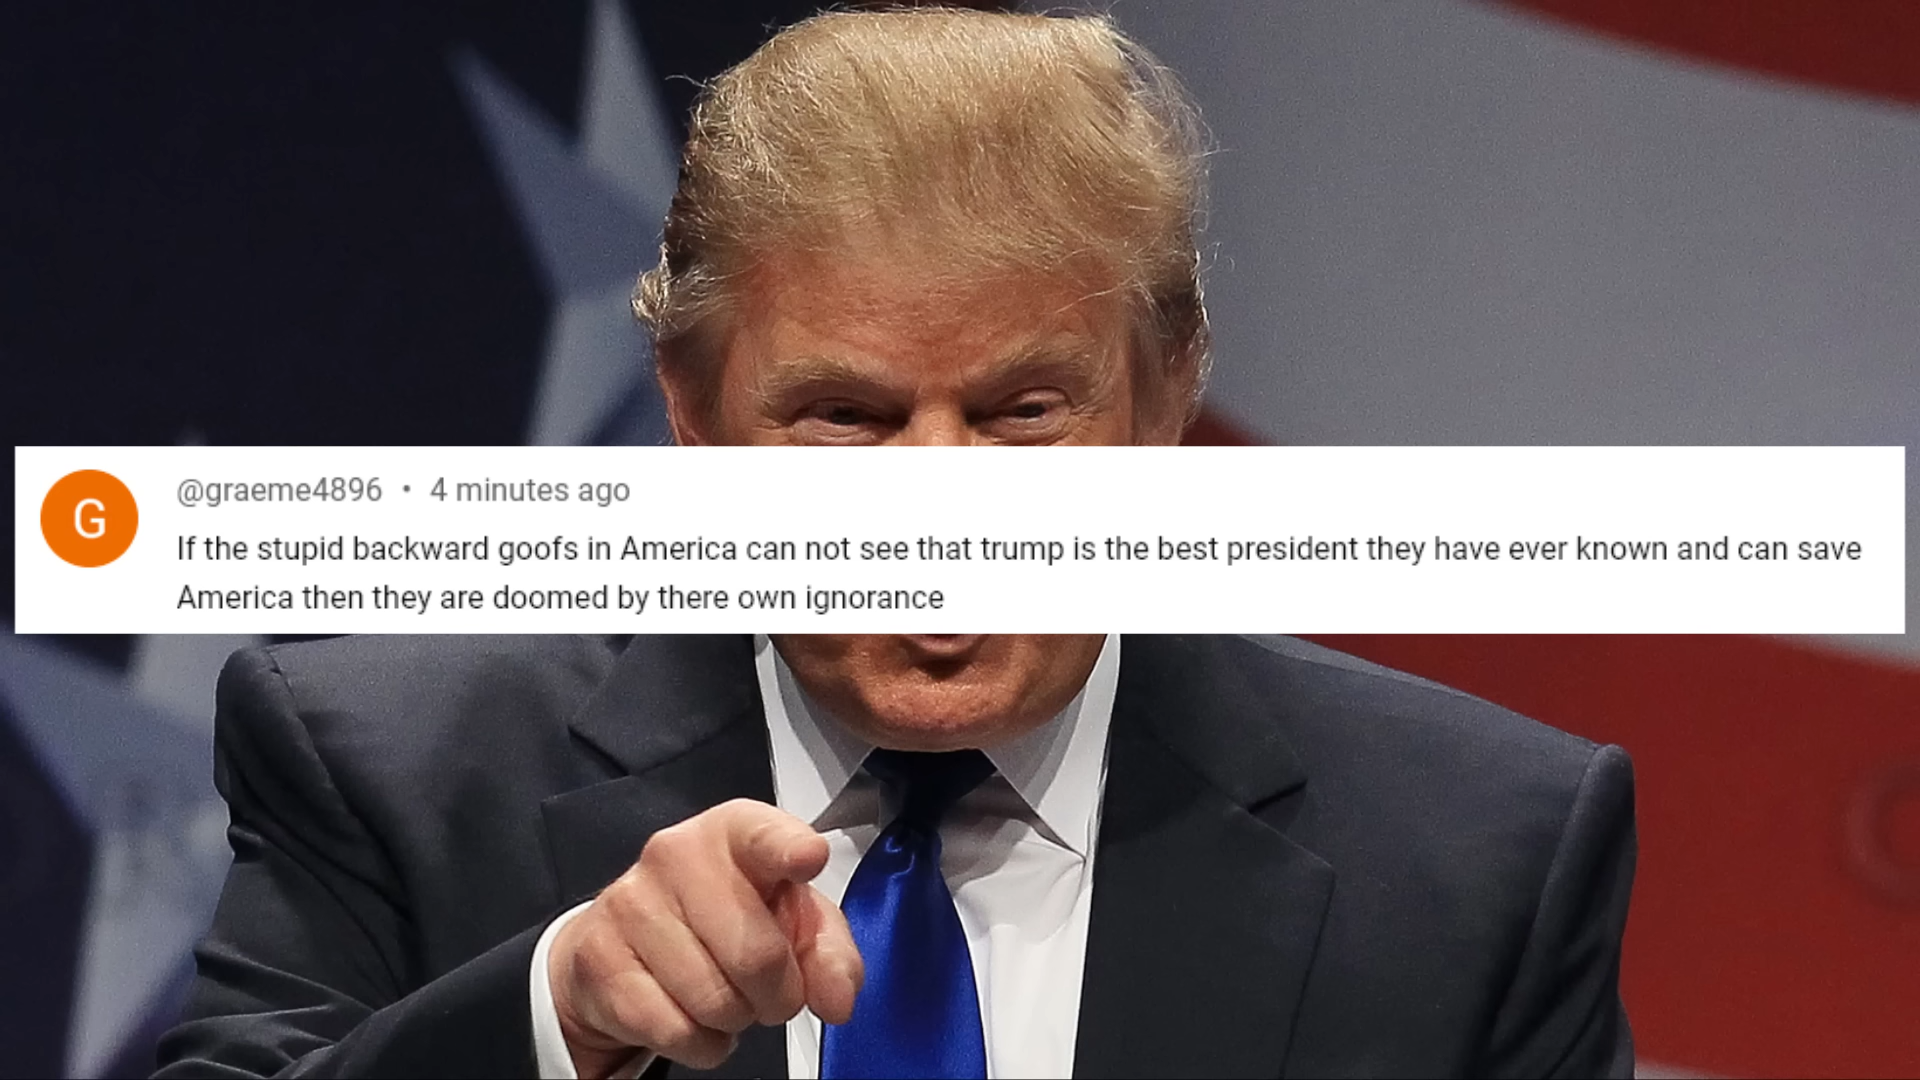 G
@graeme4896 • 4 minutes ago
If the stupid backward goofs in America can not see that trump is the best president they have ever known and can save
America then they are doomed by there own ignorance